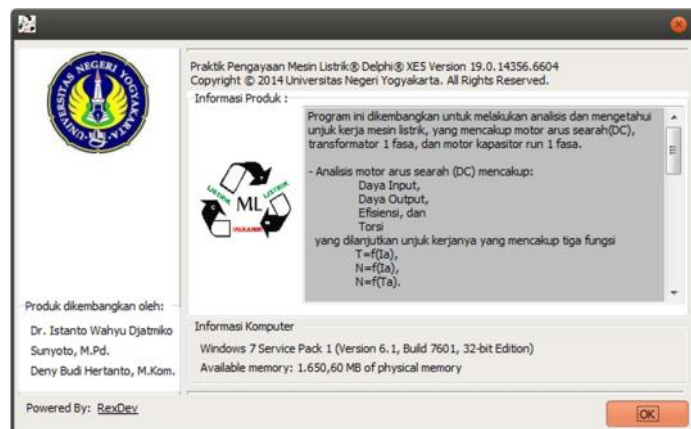 UNIVERSITAS NEGERI YOGYAKARTA
Praktik Pengayaan Mesin Listrik® Delphi® XE5 Version 19.0.14356.6604
Copyright © 2014 Universitas Negeri Yogyakarta. All Rights Reserved.
Informasi Produk :
LISTRIK
LISTRIK
ML
Program ini dikembangkan untuk melakukan analisis dan mengetahui
unjuk kerja mesin listrik, yang mencakup motor arus searah(DC),
transformator 1 fasa, dan motor kapasitor run 1 fasa.
- Analisis motor arus searah (DC) mencakup:
Daya Input,
Daya Output,
Efisiensi, dan
Torsi
yang dilanjutkan unjuk kerjanya yang mencakup tiga fungsi
T=f(Ia),
N=f(Ia),
N=f(Ta).
Produk dikembangkan oleh:
Dr. Istanto Wahyu Djatmiko
Sunyoto, M.Pd.
Deny Budi Hertanto, M.Kom.
Informasi Komputer
Windows 7 Service Pack 1 (Version 6.1, Build 7601, 32-bit Edition)
Available memory: 1.650,60 MB of physical memory
Powered By: RexDev
OK